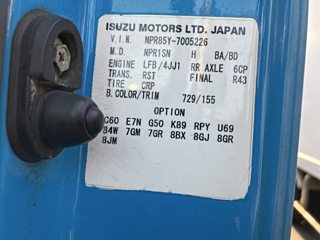 ISUZU MOTORS LTD. JAPAN
V.I.N. NPR85Y-7005226
M.D. NPR1SN H BA/BD
ENGINE LFB/4JJ1 RR AXLE 6CP
TRANS. RST FINAL R43
TIRE CRP
B.COLOR/TRIM 729/155
OPTION
C60 E7N G50 K89 RPY U69
84W 7GM 7GR 8BX 8GJ 8GR
8JM